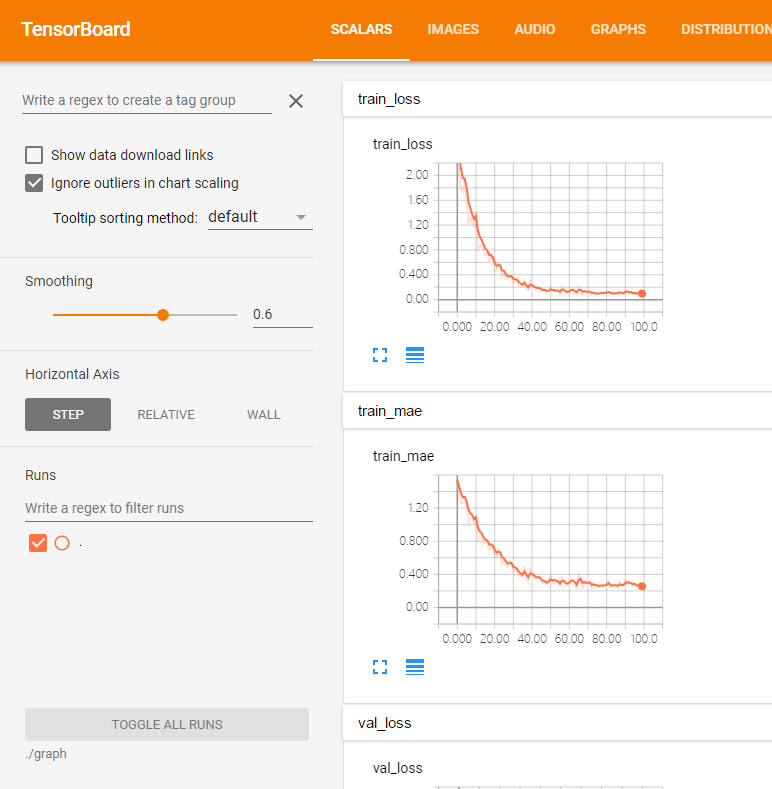 TensorBoard
SCALARS IMAGES AUDIO GRAPHS DISTRIBUTION
Write a regex to create a tag group
Show data download links
Ignore outliers in chart scaling
Tooltip sorting method: default
Smoothing
0.6
Horizontal Axis
STEP RELATIVE WALL
Runs
Write a regex to filter runs
.
TOGGLE ALL RUNS
./graph
train_loss
train_loss
2.00
1.60
1.20
0.800
0.400
0.00
0.000 20.00 40.00 60.00 80.00 100.0
train_mae
train_mae
1.20
0.800
0.400
0.00
0.000 20.00 40.00 60.00 80.00 100.0
val_loss
val_loss